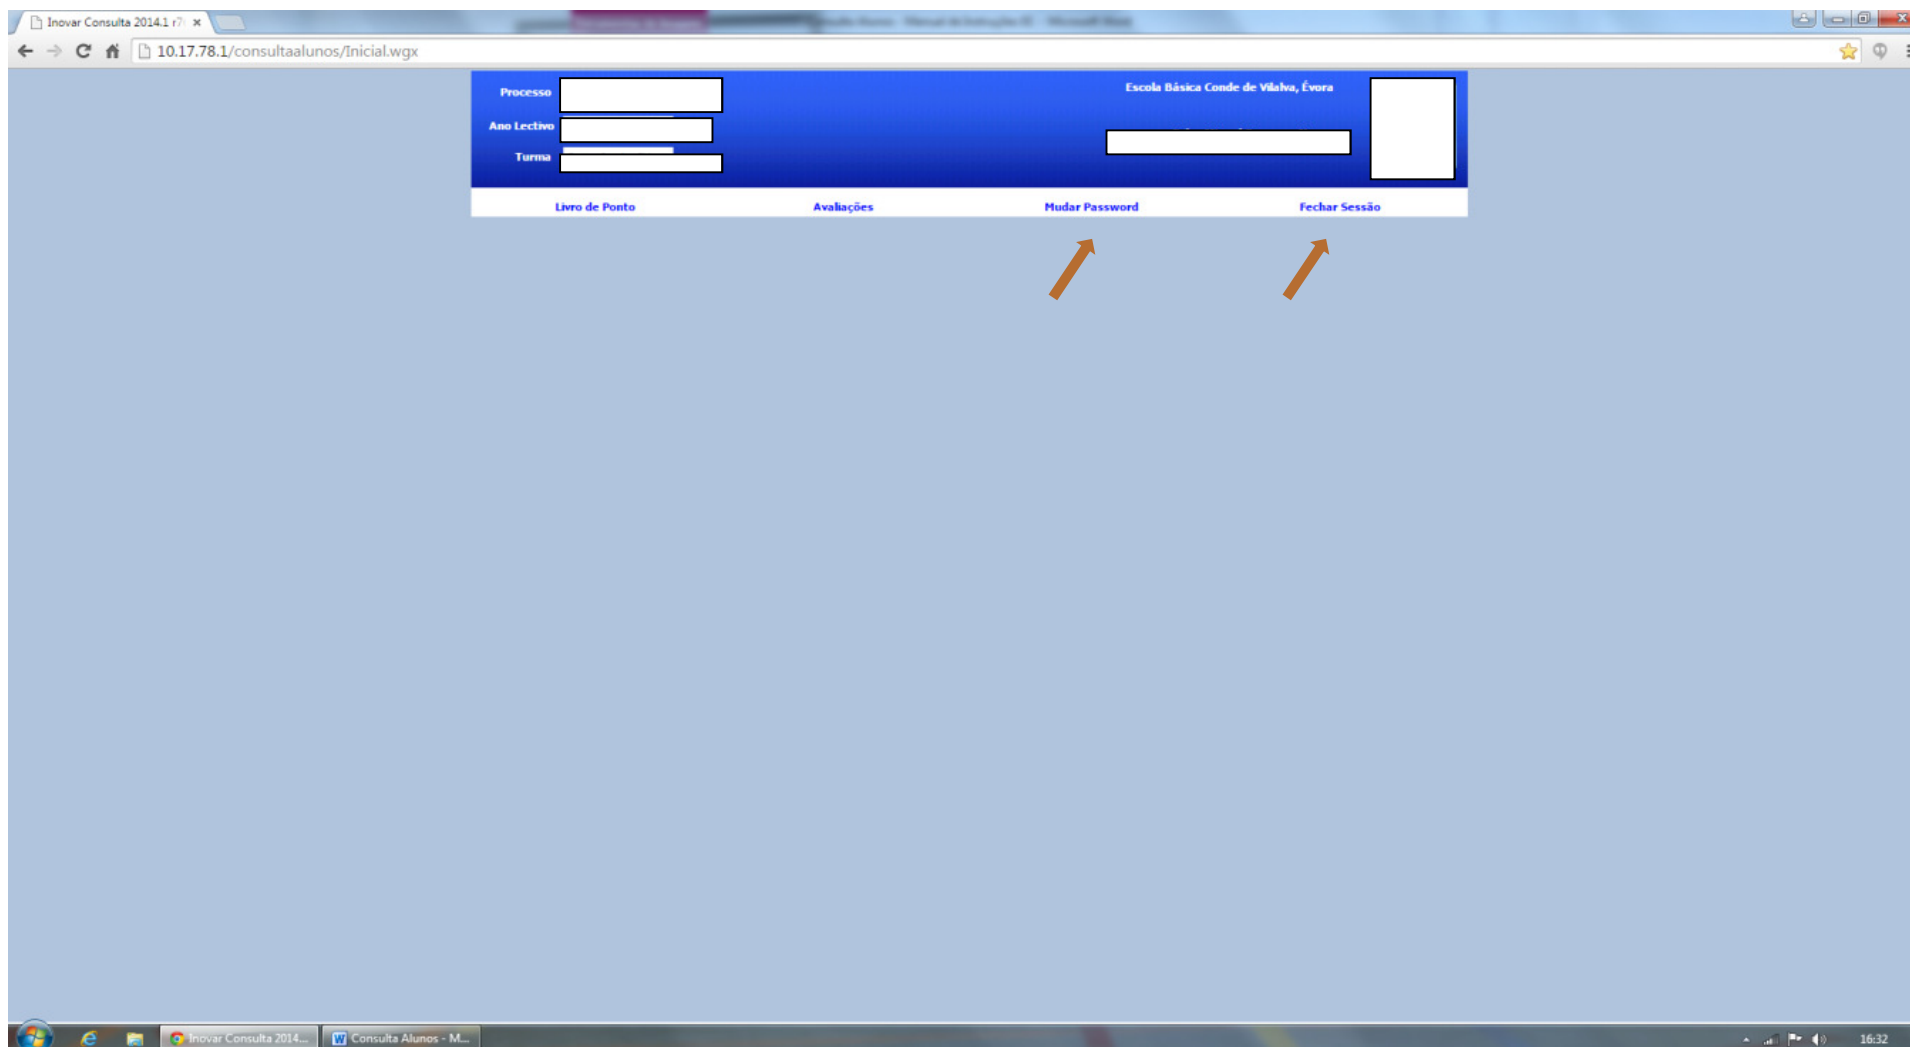 Inovar Consulta 2014.1 r7
10.17.78.1/consultaalunos/Inicial.wgx
Processo
Escola Básica Conde de Vilalva, Évora
Ano Lectivo
Turma
Livro de Ponto Avaliações Mudar Password Fechar Sessão
Inovar Consulta 2014... Consulta Alunos - M... 16:32